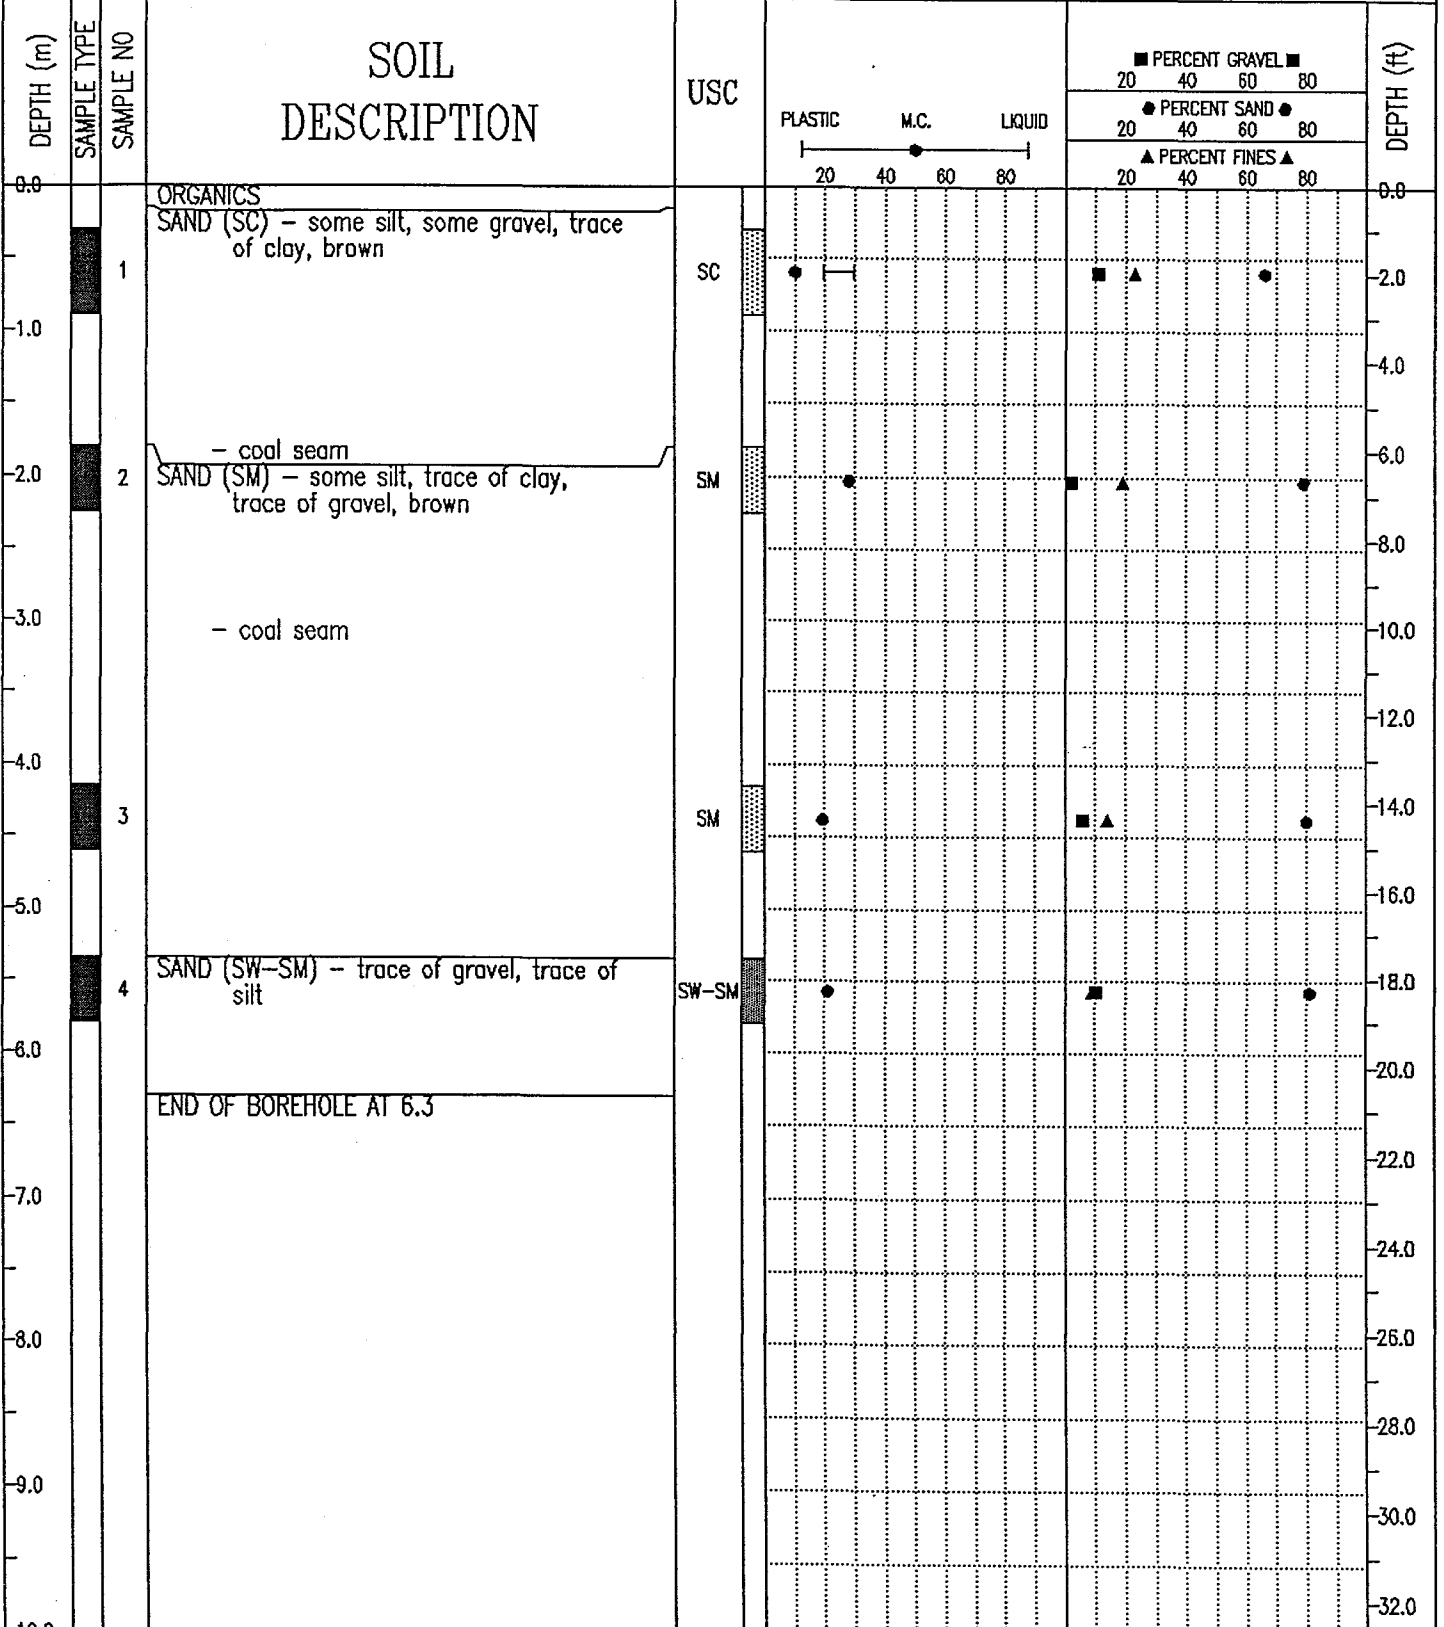 DEPTH (m)
SAMPLE TYPE
SAMPLE NO
SOIL
DESCRIPTION
USC
PLASTIC M.C. LIQUID
20 40 60 80
■ PERCENT GRAVEL ■
20 40 60 80
● PERCENT SAND ●
20 40 60 80
▲ PERCENT FINES ▲
20 40 60 80
DEPTH (ft)
0.0
ORGANICS
0.0
SAND (SC) – some silt, some gravel, trace
of clay, brown
1
SC
2.0
1.0
4.0
– coal seam
6.0
2.0
2
SAND (SM) – some silt, trace of clay,
trace of gravel, brown
SM
8.0
3.0
– coal seam
10.0
12.0
4.0
3
SM
14.0
5.0
16.0
SAND (SW–SM) – trace of gravel, trace of
silt
4
SW–SM
18.0
6.0
20.0
END OF BOREHOLE AT 6.3
22.0
7.0
24.0
8.0
26.0
28.0
9.0
30.0
32.0